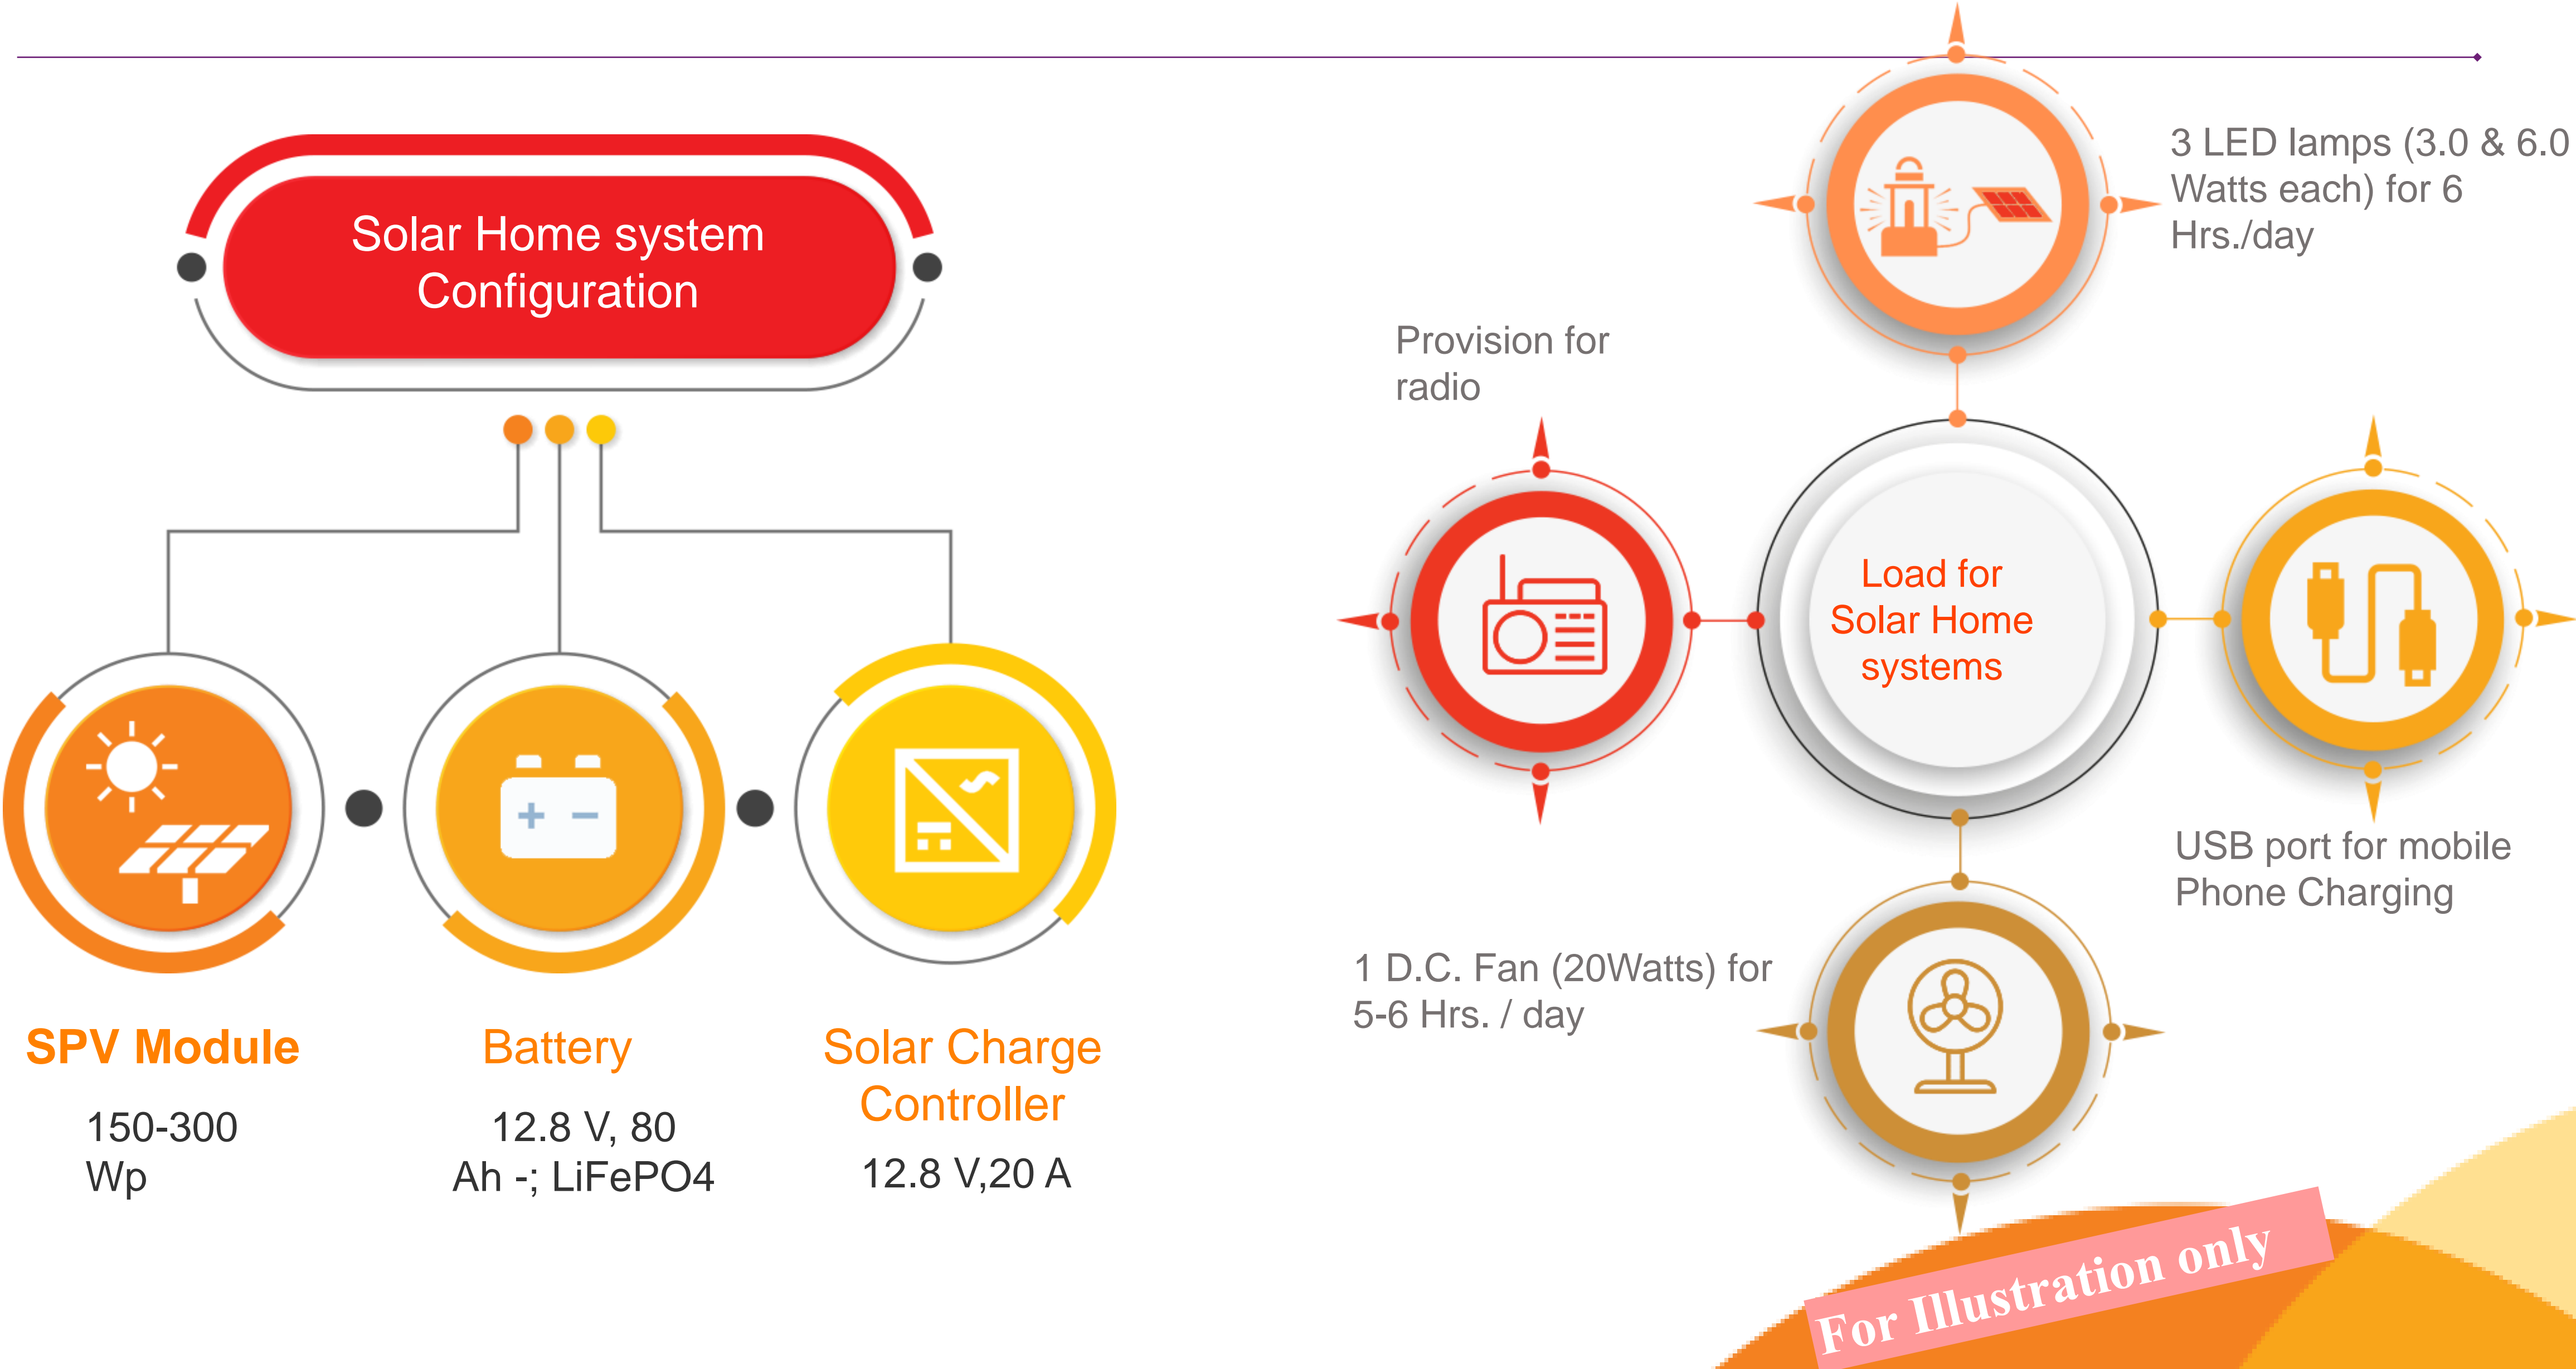 Solar Home system
Configuration
SPV Module
150-300
Wp
Battery
12.8 V, 80
Ah -; LiFePO4
Solar Charge
Controller
12.8 V,20 A
3 LED lamps (3.0 & 6.0
Watts each) for 6
Hrs./day
Provision for
radio
Load for
Solar Home
systems
USB port for mobile
Phone Charging
1 D.C. Fan (20Watts) for
5-6 Hrs. / day
For Illustration only